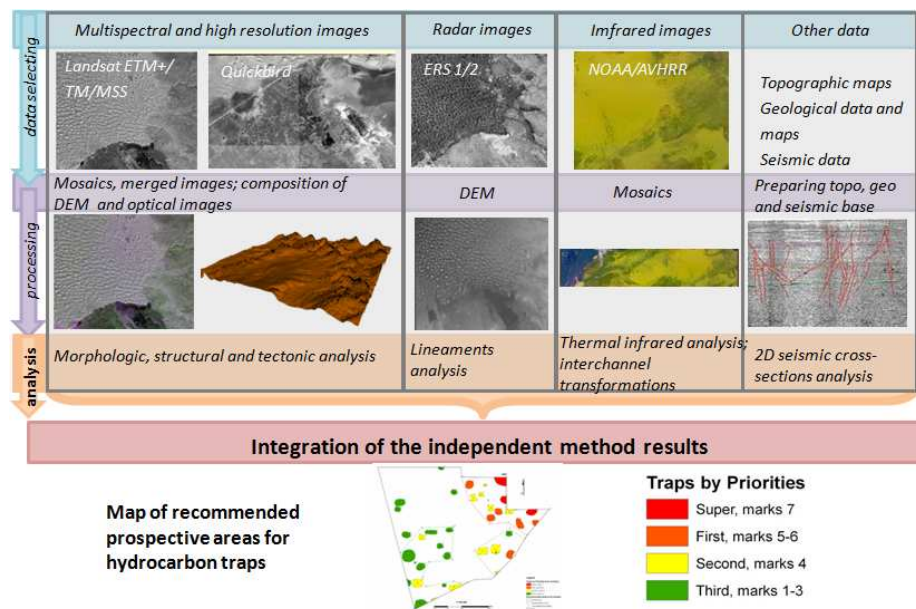 Multispectral and high resolution images
Radar images
Imfrared images
Other data
data selecting
Landsat ETM+/
TM/MSS
Quickbird
ERS 1/2
NOAA/AVHRR
Topographic maps
Geological data and
maps
Seismic data
processing
Mosaics, merged images; composition of
DEM and optical images
DEM
Mosaics
Preparing topo, geo
and seismic base
analysis
Morphologic, structural and tectonic analysis
Lineaments
analysis
Thermal infrared analysis;
interchannel
transformations
2D seismic cross-
sections analysis
Integration of the independent method results
Map of recommended
prospective areas for
hydrocarbon traps
Traps by Priorities
Super, marks 7
First, marks 5-6
Second, marks 4
Third, marks 1-3